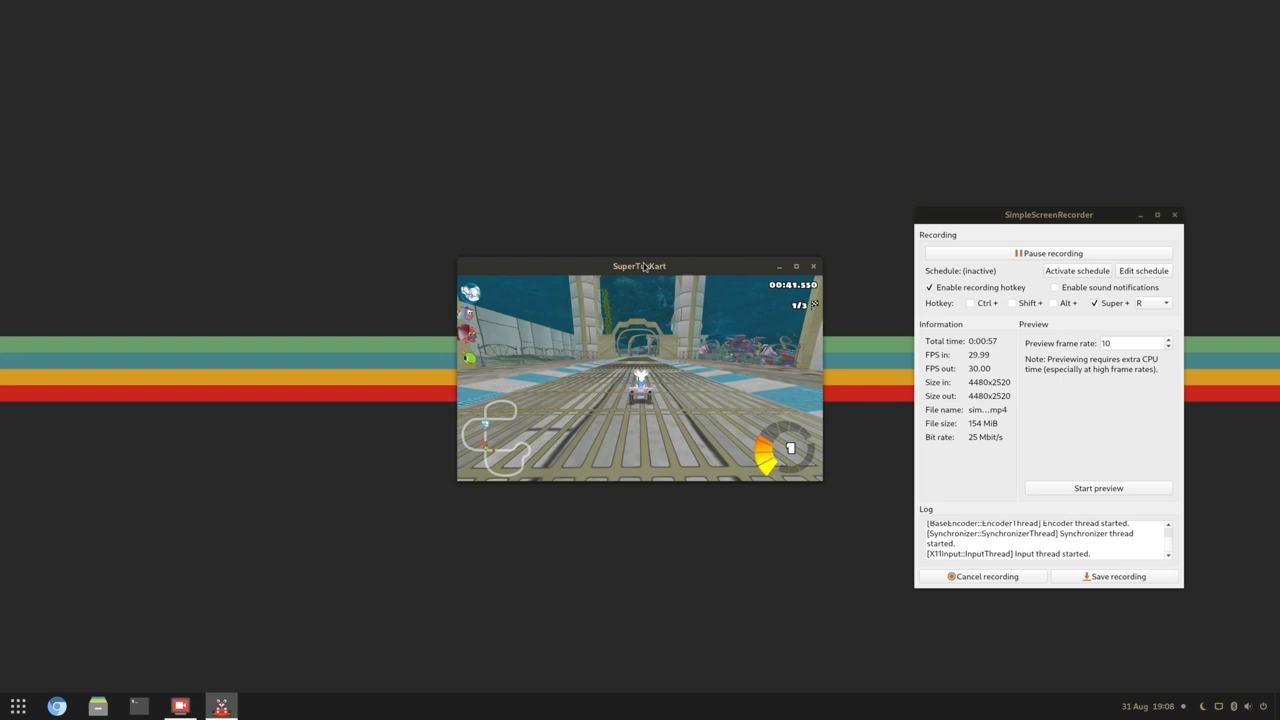 SimpleScreenRecorder
Recording
Pause recording
Schedule: (inactive) Activate schedule Edit schedule
Enable recording hotkey Enable sound notifications
Hotkey: Ctrl + Shift + Alt + Super + R
Information Preview
Total time: 0:00:57
FPS in: 29.99
FPS out: 30.00
Size in: 4480x2520
Size out: 4480x2520
File name: sim...mp4
File size: 154 MiB
Bit rate: 25 Mbit/s
Preview frame rate: 10
Note: Previewing requires extra CPU
time (especially at high frame rates).
Start preview
Log
[BaseEncoder::EncoderThread] Encoder thread started.
[Synchronizer::SynchronizerThread] Synchronizer thread
started.
[X11Input::InputThread] Input thread started.
Cancel recording Save recording
SuperTuxKart
00:41.550
1/3
1
31 Aug 19:08